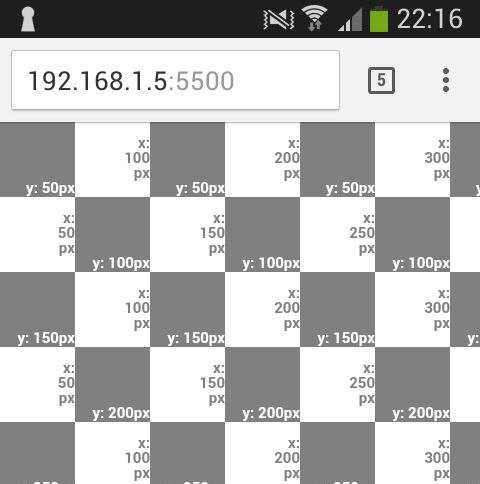 22:16
192.168.1.5:5500
5
x: x: x:
100 200 300
px px px
y: 50px y: 50px y: 50px
x: x: x:
50 150 250
px px px
y: 100px y: 100px y: 100px
x: x: x:
100 200 300
px px px
y: 150px y: 150px y: 150px y:
x: x: x:
50 150 250
px px px
y: 200px y: 200px y: 200px
x: x: x:
100 200 300
px px px